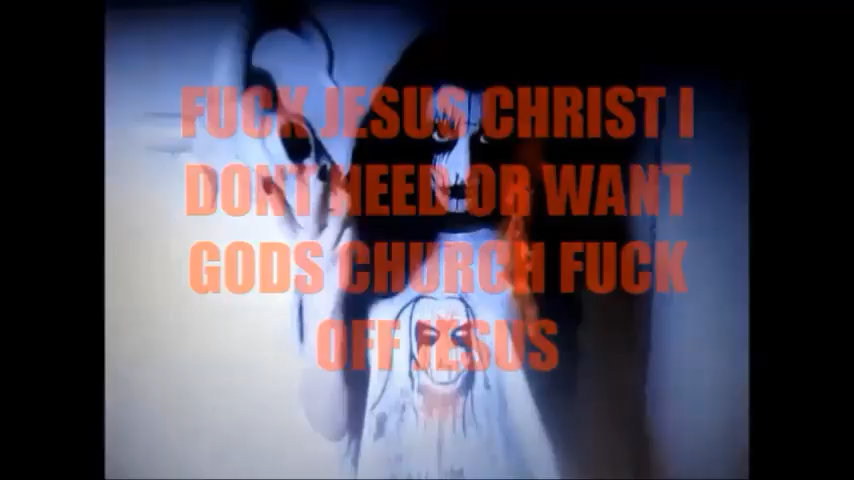 FUCK JESUS CHRIST I
DONT NEED OR WANT
GODS CHURCH FUCK
OFF JESUS